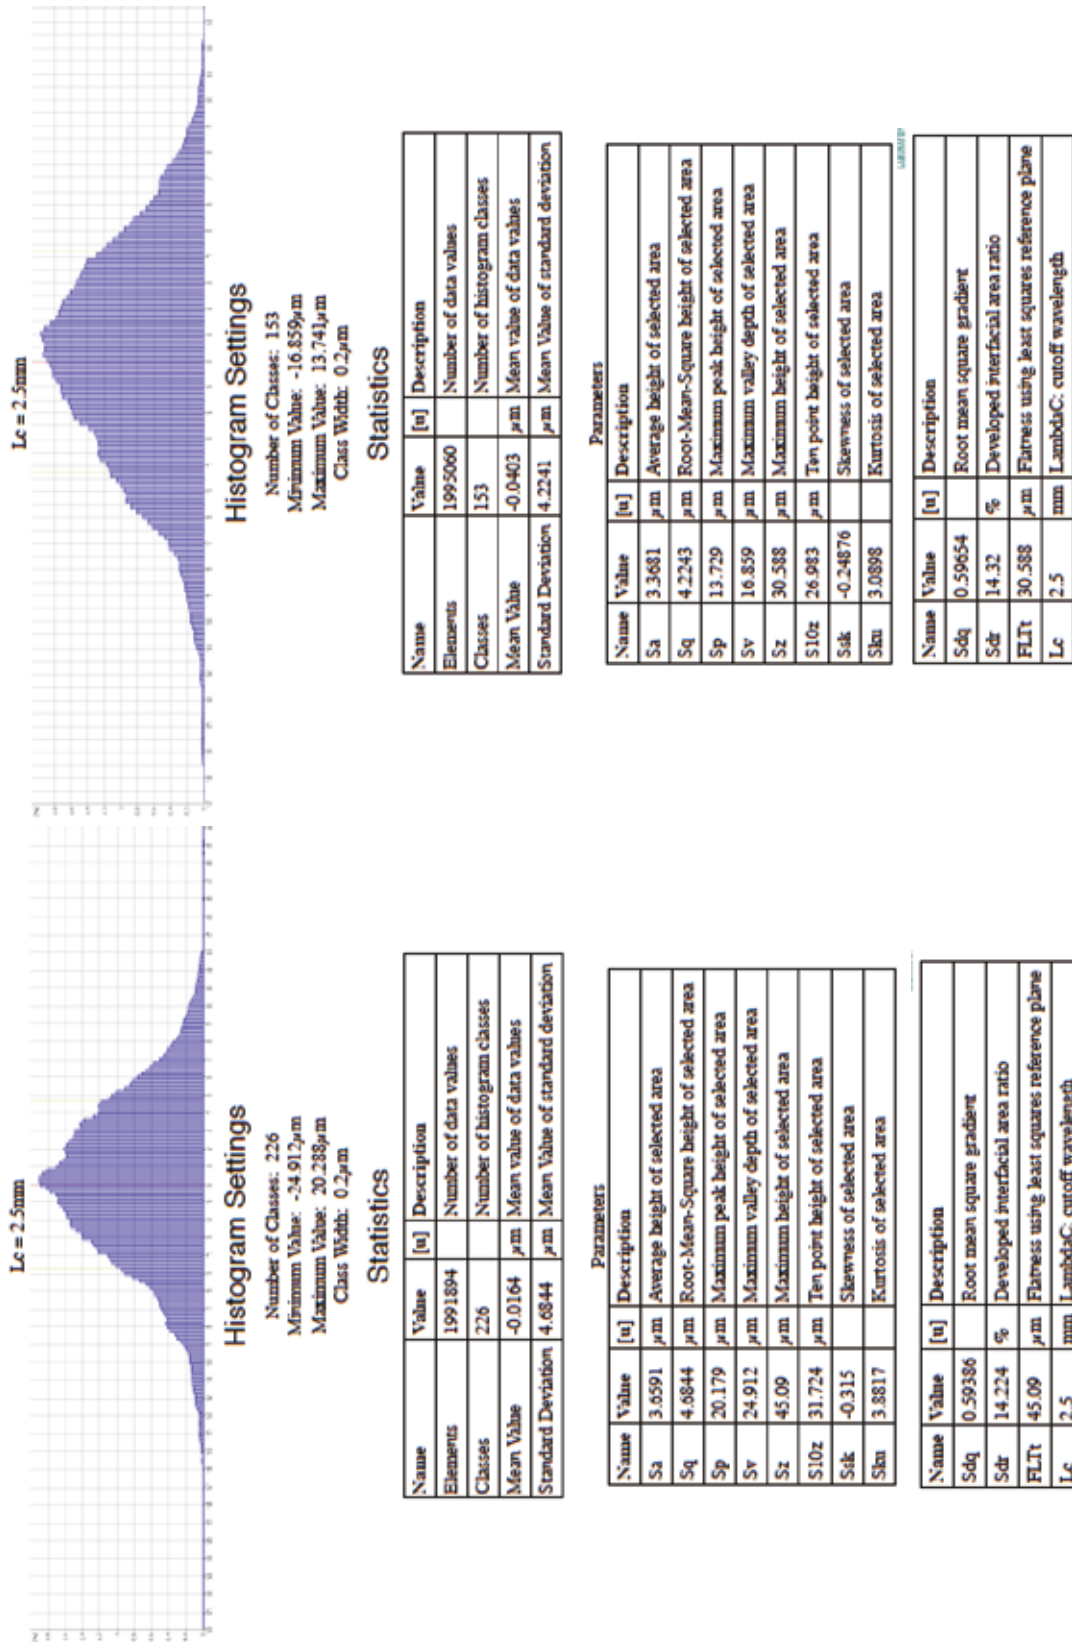 Lc = 2.5mm
Histogram Settings
Number of Classes: 226
Minimum Value: -24.912µm
Maximum Value: 20.288µm
Class Width: 0.2µm
Statistics
Name Value [u] Description
Elements 1991894 Number of data values
Classes 226 Number of histogram classes
Mean Value -0.0164 µm Mean value of data values
Standard Deviation 4.6844 µm Mean Value of standard deviation
Parameters
Name Value [u] Description
Sa 3.6591 µm Average height of selected area
Sq 4.6844 µm Root-Mean-Square height of selected area
Sp 20.179 µm Maximum peak height of selected area
Sv 24.912 µm Maximum valley depth of selected area
Sz 45.09 µm Maximum height of selected area
S10z 31.724 µm Ten point height of selected area
Ssk -0.315 Skewness of selected area
Sku 3.8817 Kurtosis of selected area
Name Value [u] Description
Sdq 0.59386 Root mean square gradient
Sdr 14.224 % Developed interfacial area ratio
FLTt 45.09 µm Flatness using least squares reference plane
Lc 2.5 mm LambdaC: cutoff wavelength
Lc = 2.5mm
Histogram Settings
Number of Classes: 153
Minimum Value: -16.859µm
Maximum Value: 13.741µm
Class Width: 0.2µm
Statistics
Name Value [u] Description
Elements 1995060 Number of data values
Classes 153 Number of histogram classes
Mean Value -0.0403 µm Mean value of data values
Standard Deviation 4.2241 µm Mean Value of standard deviation
Parameters
Name Value [u] Description
Sa 3.3681 µm Average height of selected area
Sq 4.2243 µm Root-Mean-Square height of selected area
Sp 13.729 µm Maximum peak height of selected area
Sv 16.859 µm Maximum valley depth of selected area
Sz 30.588 µm Maximum height of selected area
S10z 26.983 µm Ten point height of selected area
Ssk -0.24876 Skewness of selected area
Sku 3.0898 Kurtosis of selected area
Name Value [u] Description
Sdq 0.59654 Root mean square gradient
Sdr 14.32 % Developed interfacial area ratio
FLTt 30.588 µm Flatness using least squares reference plane
Lc 2.5 mm LambdaC: cutoff wavelength